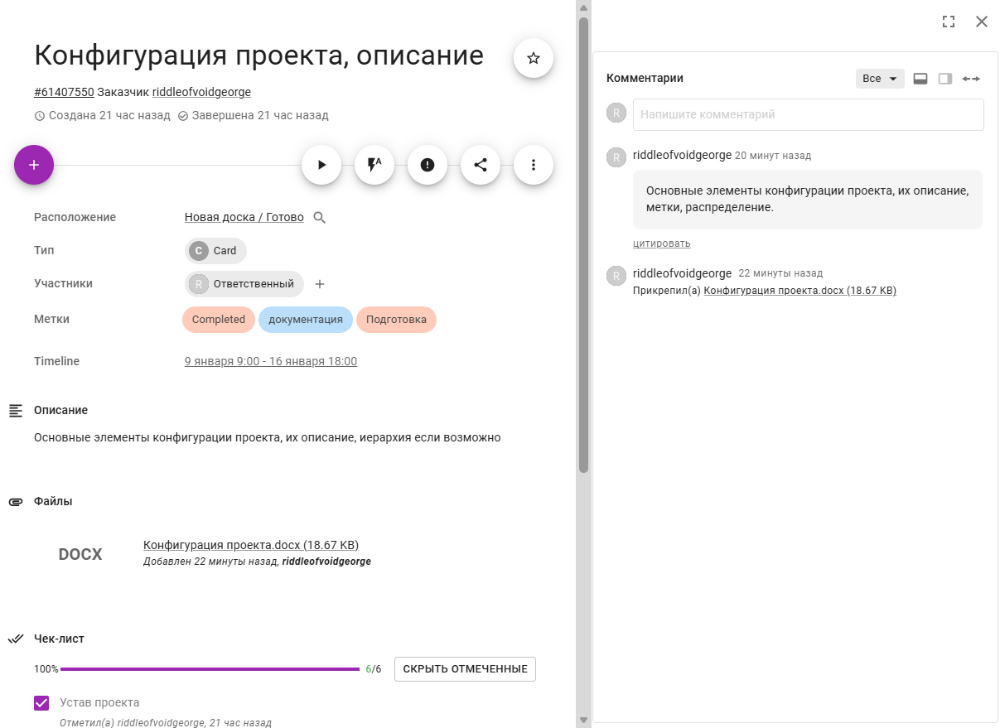 Конфигурация проекта, описание
#61407550 Заказчик riddleofvoidgeorge
Создана 21 час назад Завершена 21 час назад
Расположение Новая доска / Готово
Тип C Card
Участники R Ответственный
Метки Completed документация Подготовка
Timeline 9 января 9:00 - 16 января 18:00
Описание
Основные элементы конфигурации проекта, их описание, иерархия если возможно
Файлы
DOCX
Конфигурация проекта.docx (18.67 KB)
Добавлен 22 минуты назад, riddleofvoidgeorge
Чек-лист
100% 6/6 СКРЫТЬ ОТМЕЧЕННЫЕ
Устав проекта
Отметил(а) riddleofvoidgeorge, 21 час назад
Комментарии Все
R Напишите комментарий
R riddleofvoidgeorge 20 минут назад
Основные элементы конфигурации проекта, их описание,
метки, распределение.
цитировать
R riddleofvoidgeorge 22 минуты назад
Прикрепил(а) Конфигурация проекта.docx (18.67 KB)